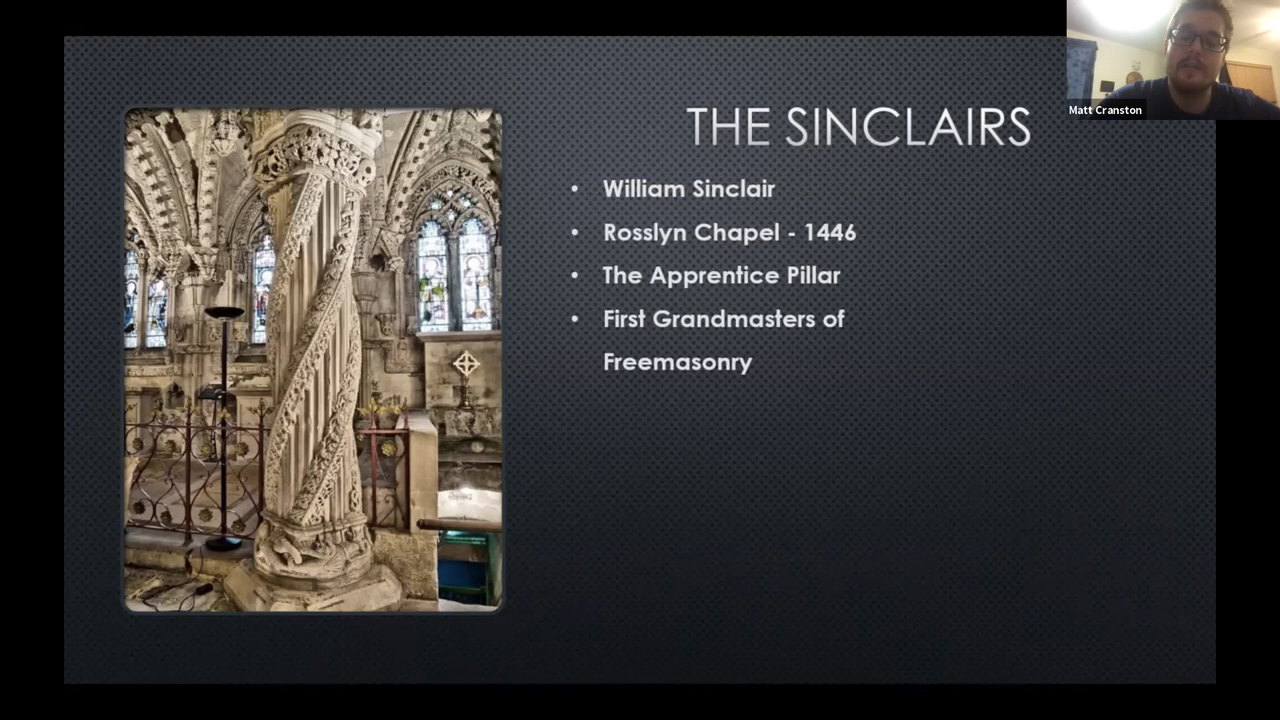 Matt Cranston
THE SINCLAIRS
• William Sinclair
• Rosslyn Chapel - 1446
• The Apprentice Pillar
• First Grandmasters of
Freemasonry